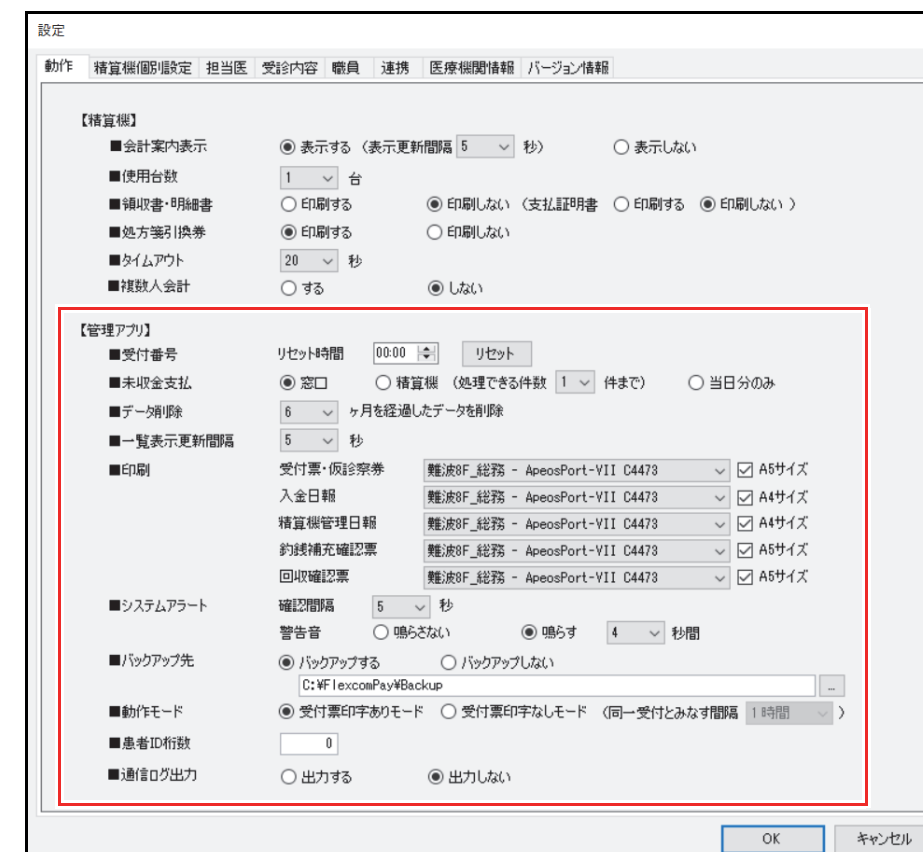 設定
動作 精算機個別設定 担当医 受診内容 職員 連携 医療機関情報 バージョン情報
【精算機】
■会計案内表示 表示する (表示更新間隔 5 秒) 表示しない
■使用台数 1 台
■領収書・明細書 印刷する 印刷しない (支払証明書 印刷する 印刷しない )
■処方箋引換券 印刷する 印刷しない
■タイムアウト 20 秒
■複数人会計 する しない
【管理アプリ】
■受付番号 リセット時間 00:00 リセット
■未収金支払 窓口 精算機 (処理できる件数 1 件まで) 当日分のみ
■データ削除 6 ヶ月を経過したデータを削除
■一覧表示更新間隔 5 秒
■印刷 受付票・仮診察券 難波8F_総務 - ApeosPort-VII C4473 A5サイズ
入金日報 難波8F_総務 - ApeosPort-VII C4473 A4サイズ
精算機管理日報 難波8F_総務 - ApeosPort-VII C4473 A4サイズ
釣銭補充確認票 難波8F_総務 - ApeosPort-VII C4473 A5サイズ
回収確認票 難波8F_総務 - ApeosPort-VII C4473 A5サイズ
■システムアラート 確認間隔 5 秒
警告音 鳴らさない 鳴らす 4 秒間
■バックアップ先 バックアップする バックアップしない
C:¥FlexcomPay¥Backup ...
■動作モード 受付票印字ありモード 受付票印字なしモード (同一受付とみなす間隔 1時間 )
■患者ID桁数 0
■通信ログ出力 出力する 出力しない
OK キャンセル